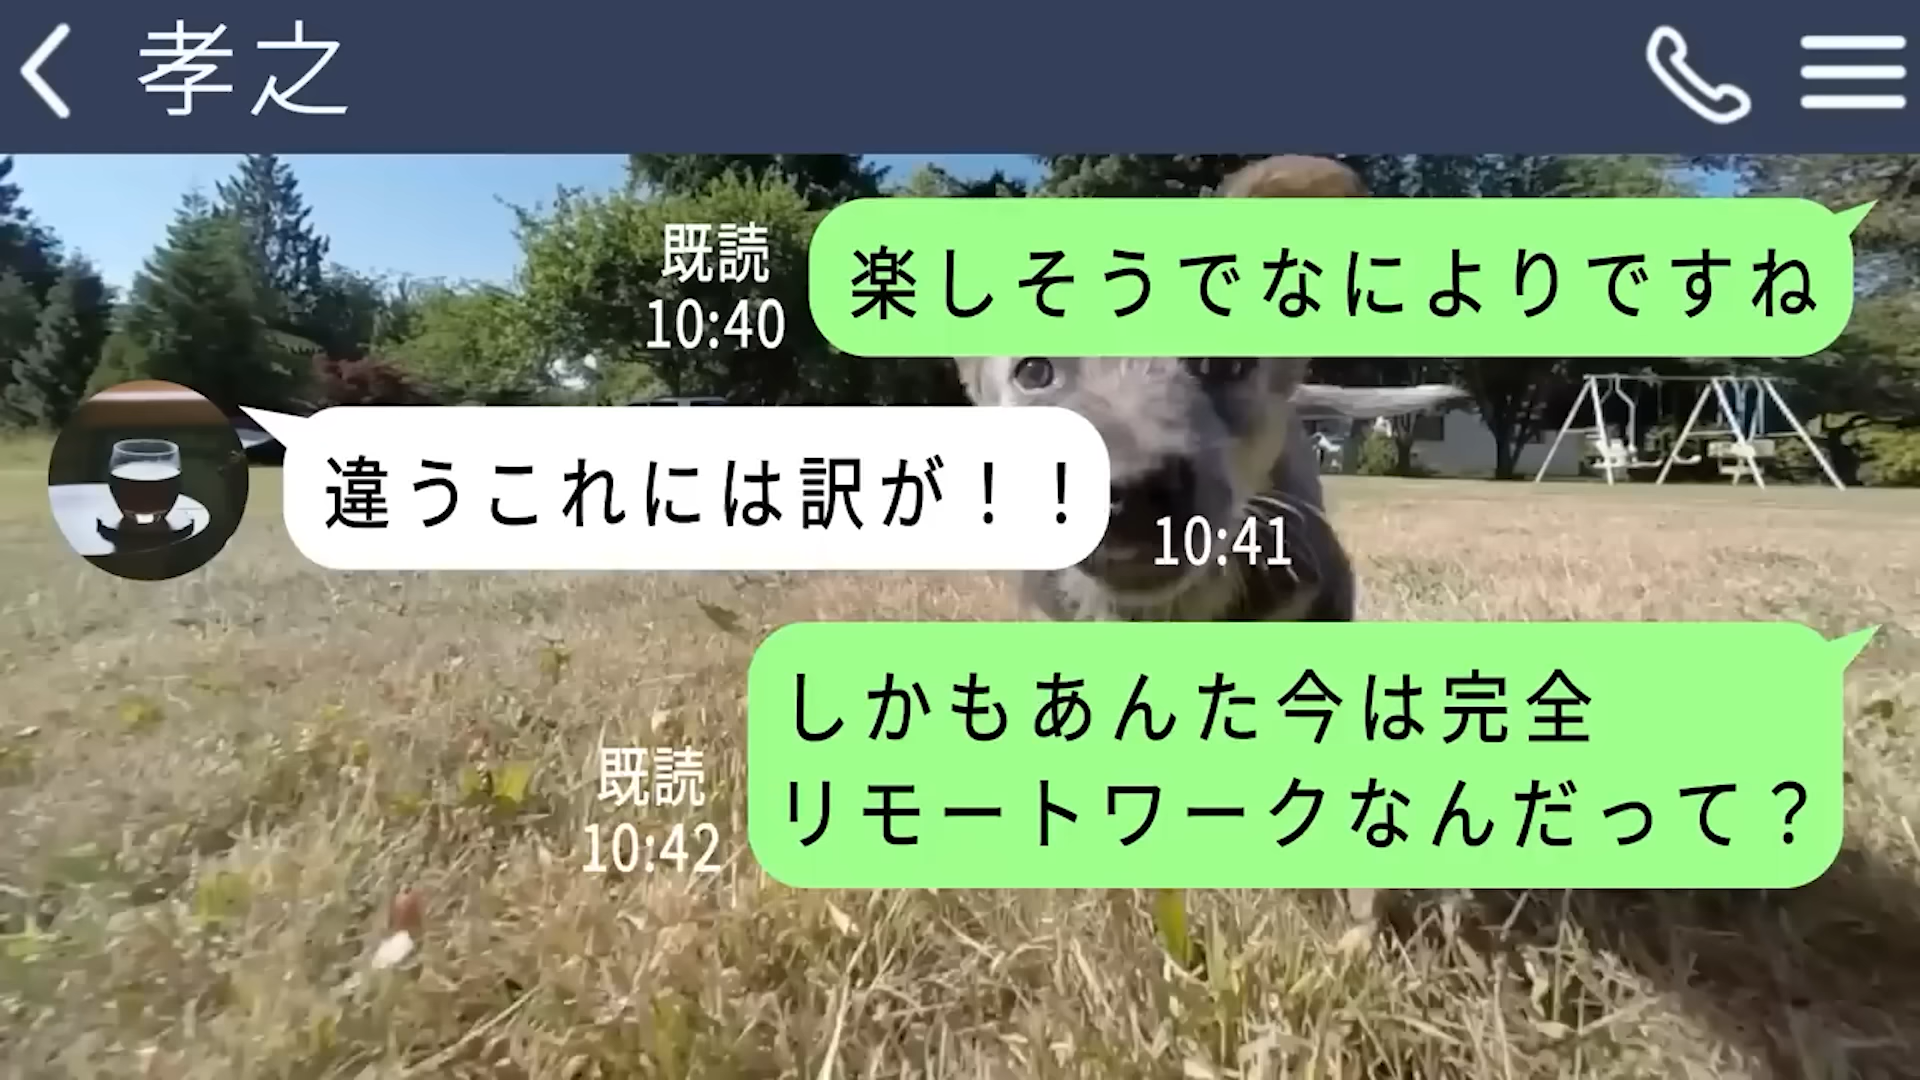 孝之
楽しそうでなによりですね
既読
10:40
違うこれには訳が！！
10:41
しかもあんた今は完全
リモートワークなんだって？
既読
10:42